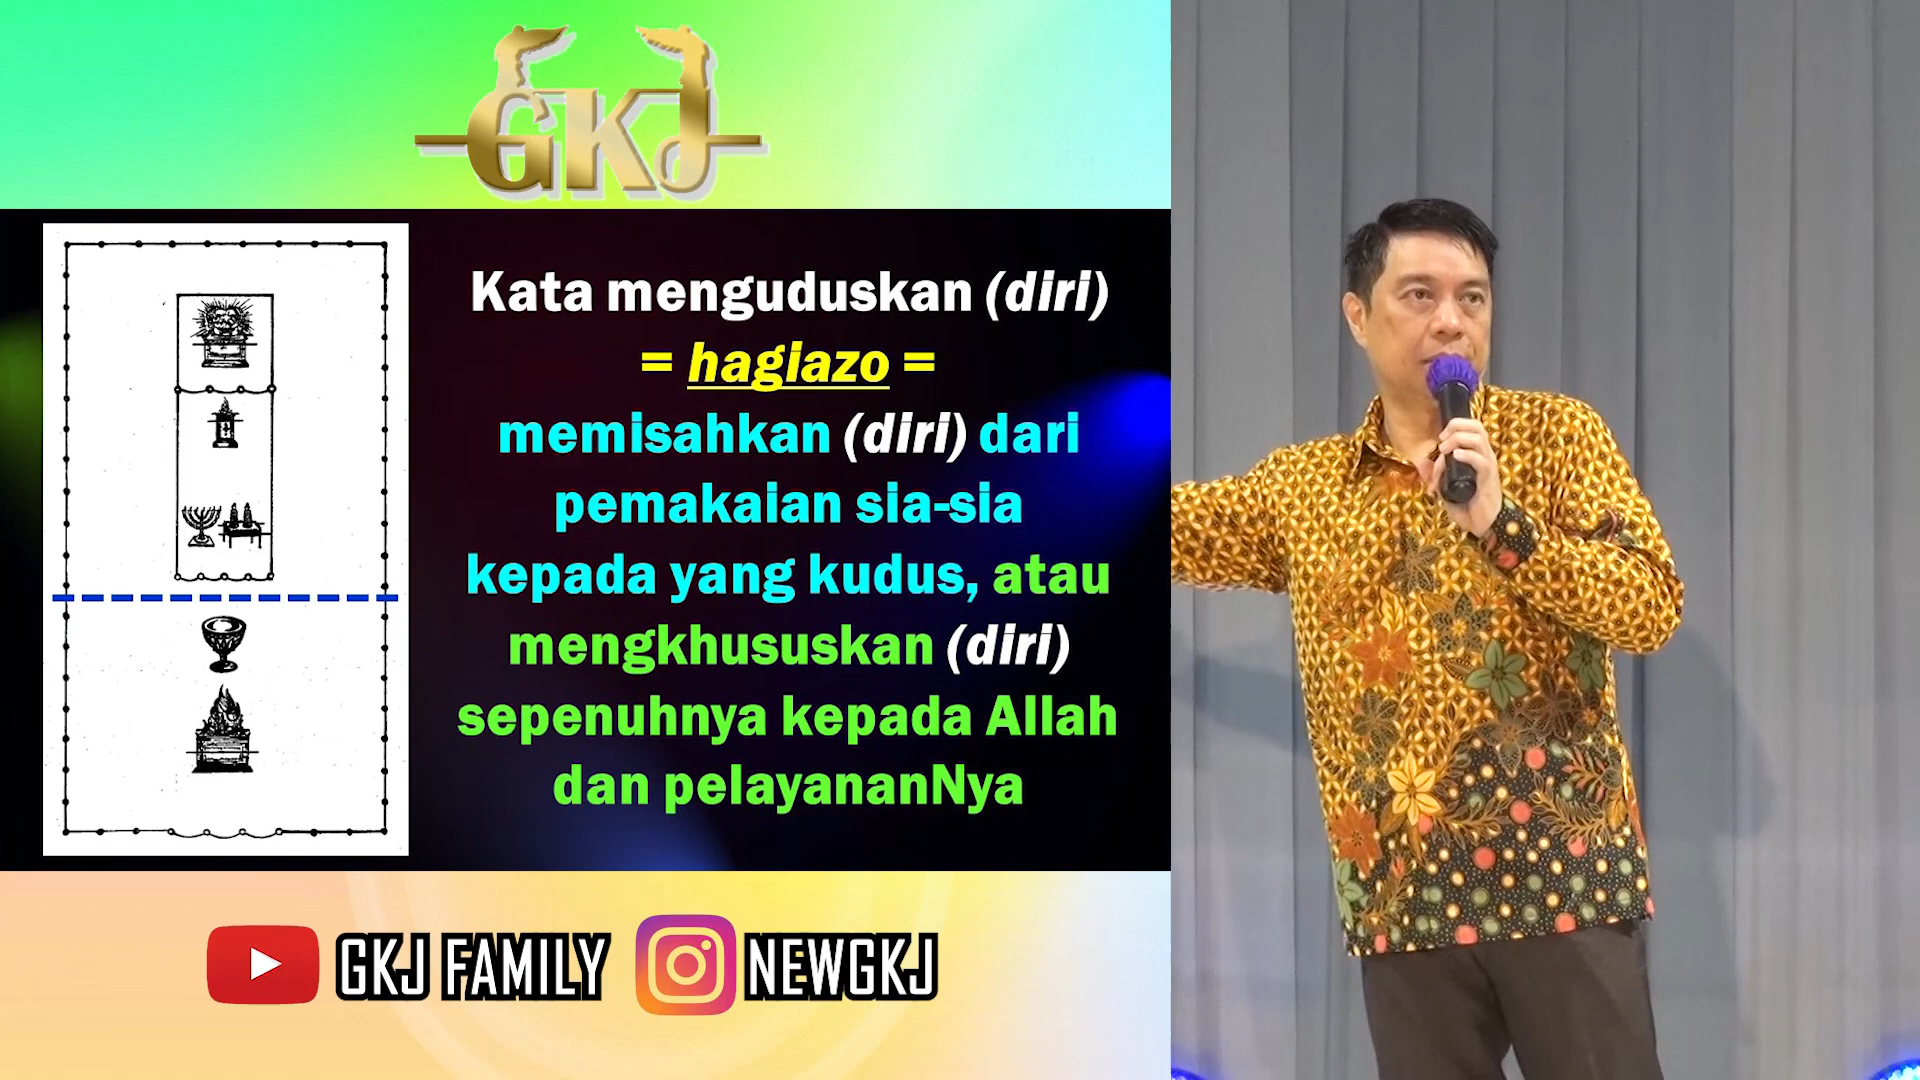 GKJ
Kata menguduskan (diri)
= hagiazo =
memisahkan (diri) dari
pemakaian sia-sia
kepada yang kudus, atau
mengkhususkan (diri)
sepenuhnya kepada Allah
dan pelayananNya
GKJ FAMILY NEWGKJ